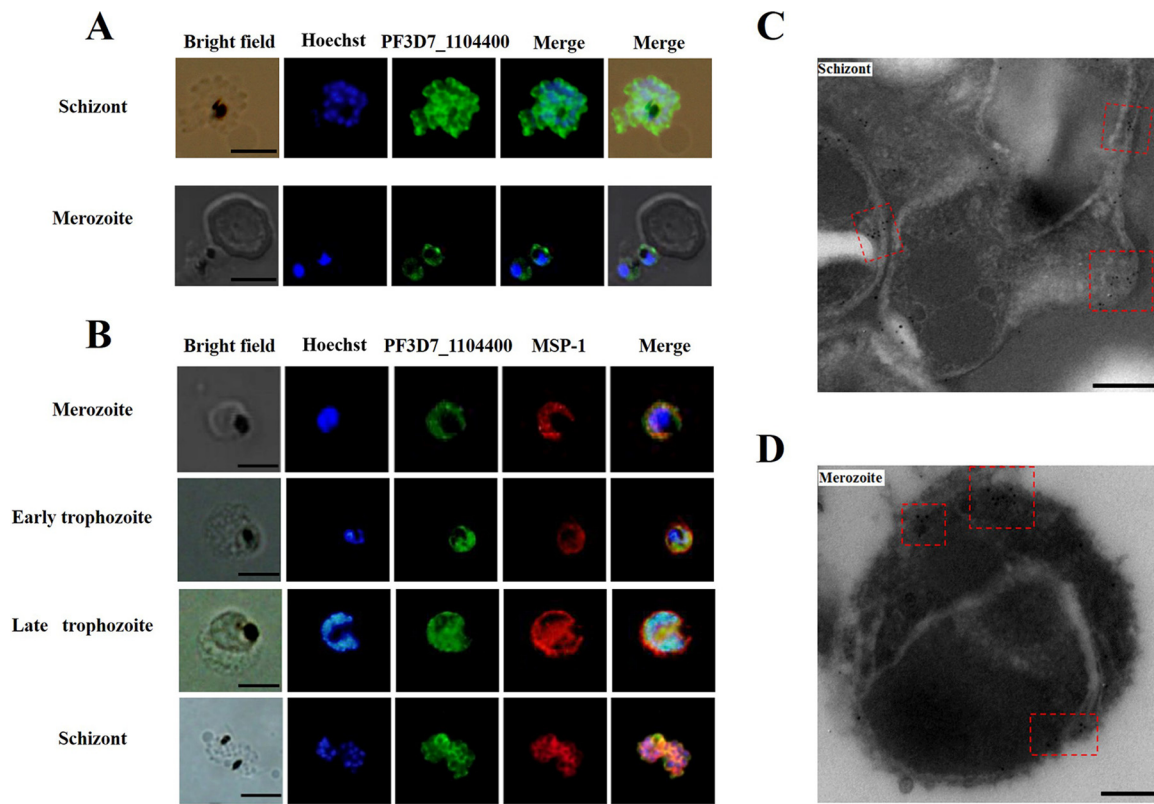 A
Bright field Hoechst PF3D7_1104400 Merge Merge
Schizont
Merozoite
B
Bright field Hoechst PF3D7_1104400 MSP-1 Merge
Merozoite
Early trophozoite
Late trophozoite
Schizont
C
Schizont
D
Merozoite